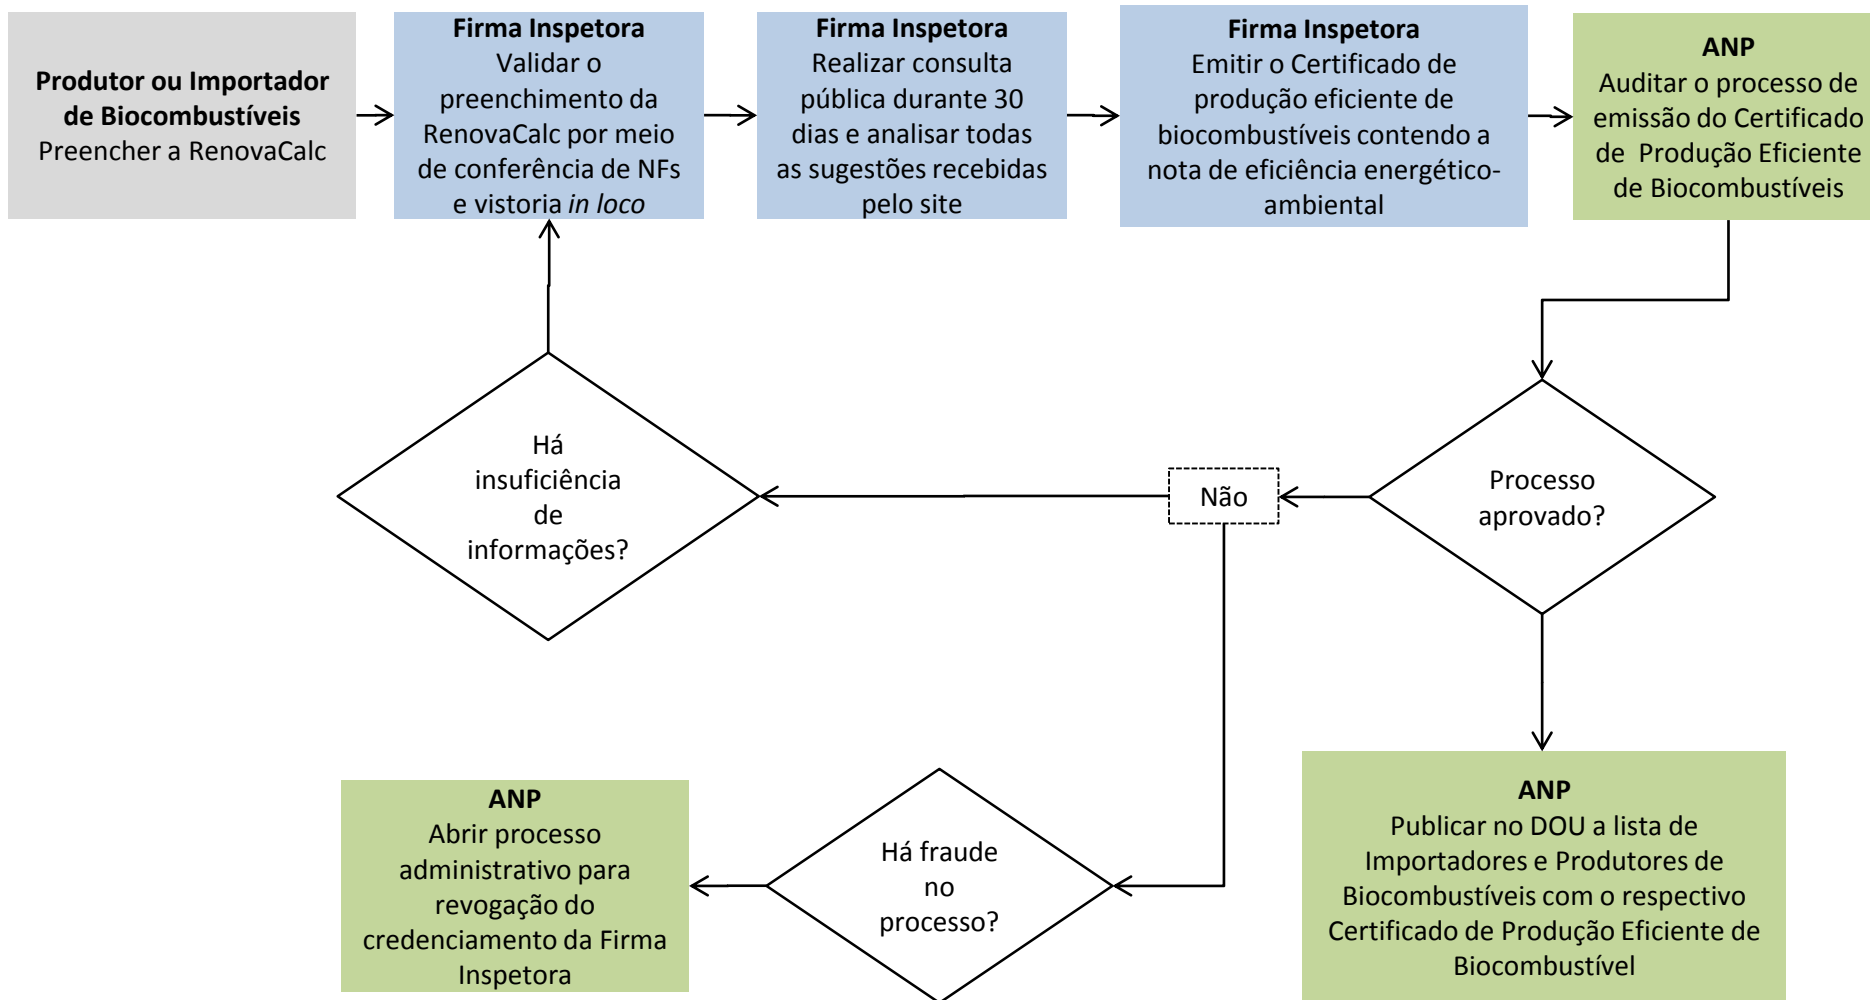 Produtor ou Importador
de Biocombustíveis
Preencher a RenovaCalc
Firma Inspetora
Validar o
preenchimento da
RenovaCalc por meio
de conferência de NFs
e vistoria in loco
Firma Inspetora
Realizar consulta
pública durante 30
dias e analisar todas
as sugestões recebidas
pelo site
Firma Inspetora
Emitir o Certificado de
produção eficiente de
biocombustíveis contendo a
nota de eficiência energético-
ambiental
ANP
Auditar o processo de
emissão do Certificado
de Produção Eficiente
de Biocombustíveis
Há
insuficiência
de
informações?
Não
Processo
aprovado?
ANP
Abrir processo
administrativo para
revogação do
credenciamento da Firma
Inspetora
Há fraude
no
processo?
ANP
Publicar no DOU a lista de
Importadores e Produtores de
Biocombustíveis com o respectivo
Certificado de Produção Eficiente de
Biocombustível